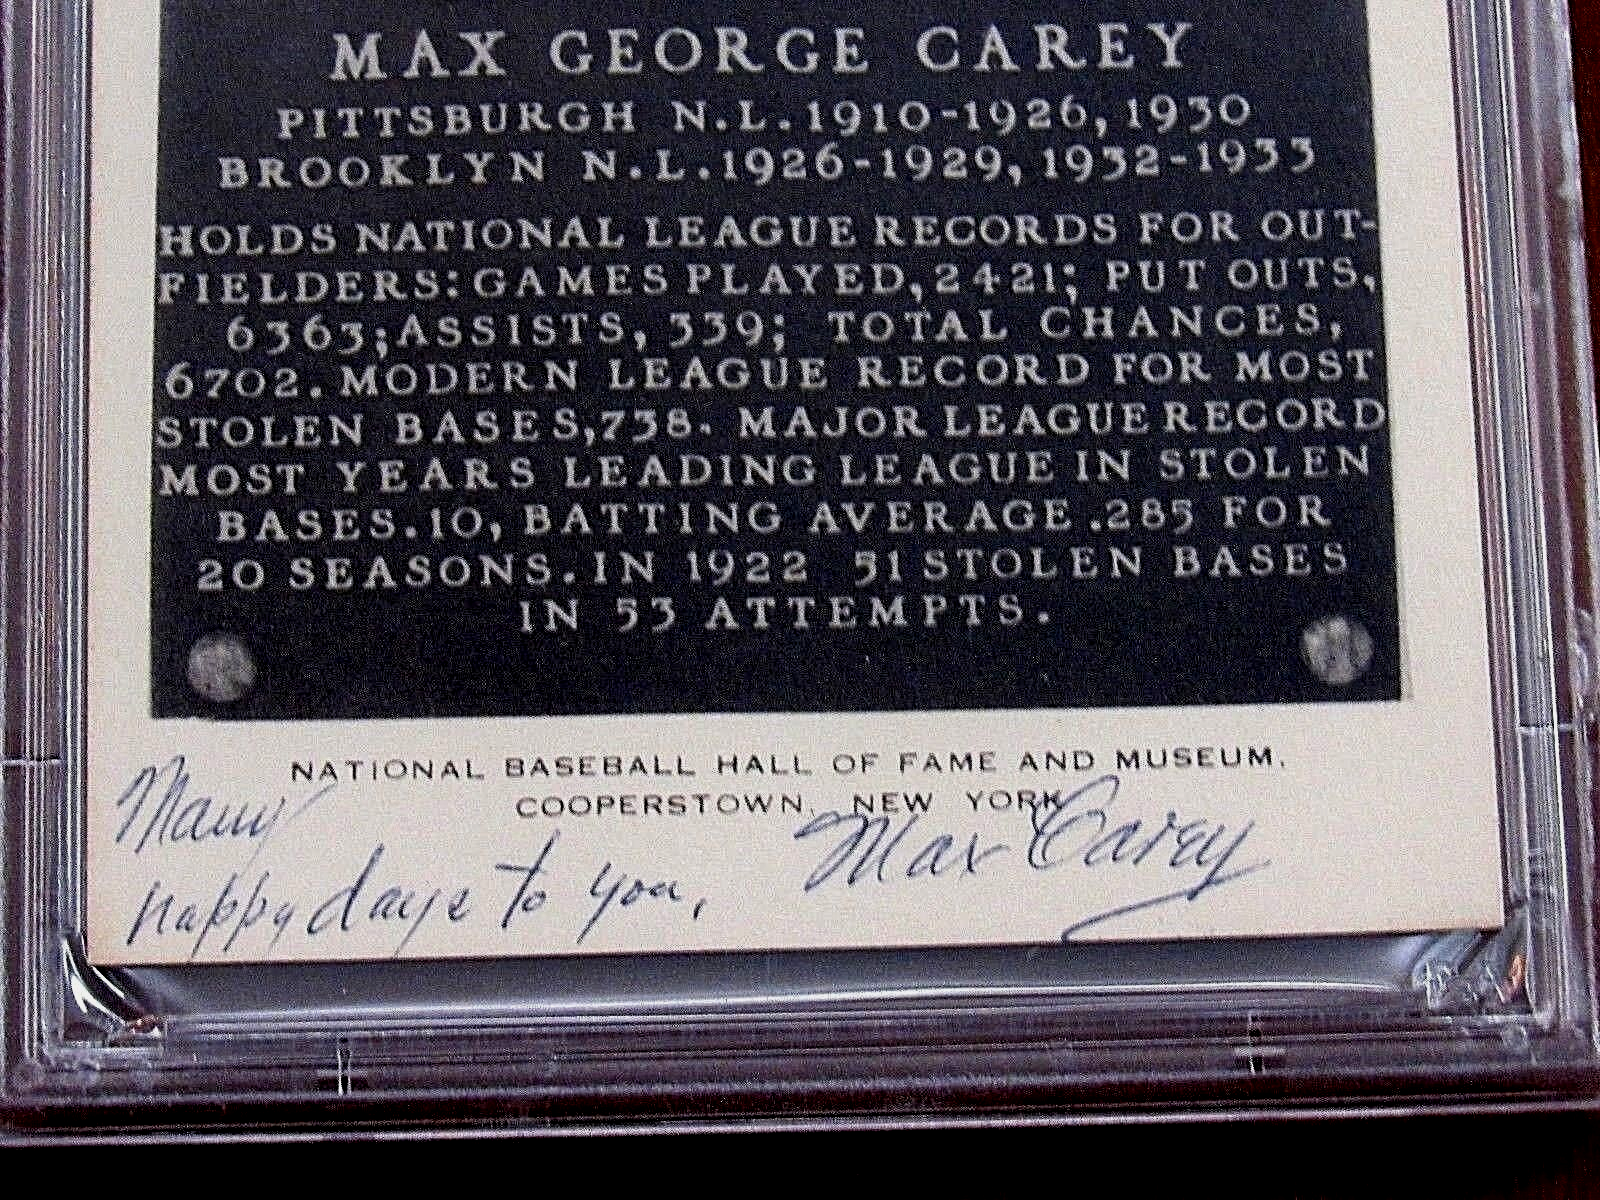 MAX GEORGE CAREY
PITTSBURGH N.L. 1910-1926, 1930
BROOKLYN N.L. 1926-1929, 1932-1933
HOLDS NATIONAL LEAGUE RECORDS FOR OUT-
FIELDERS: GAMES PLAYED, 2421; PUT OUTS,
6363; ASSISTS, 339; TOTAL CHANCES,
6702. MODERN LEAGUE RECORD FOR MOST
STOLEN BASES, 738. MAJOR LEAGUE RECORD
MOST YEARS LEADING LEAGUE IN STOLEN
BASES. 10, BATTING AVERAGE .285 FOR
20 SEASONS. IN 1922 51 STOLEN BASES
IN 53 ATTEMPTS.
NATIONAL BASEBALL HALL OF FAME AND MUSEUM,
COOPERSTOWN, NEW YORK
Many
Happy days to you,
Max Carey